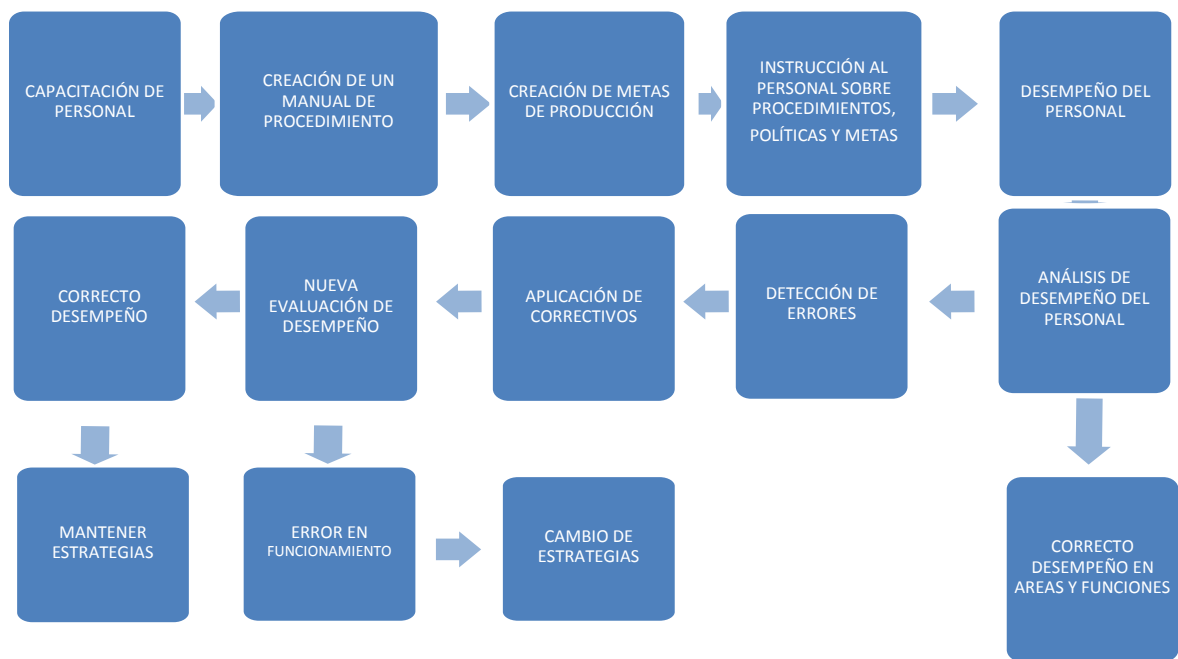 CAPACITACIÓN DE
PERSONAL
CREACIÓN DE UN
MANUAL DE
PROCEDIMIENTO
CREACIÓN DE METAS
DE PRODUCCIÓN
INSTRUCCIÓN AL
PERSONAL SOBRE
PROCEDIMIENTOS,
POLÍTICAS Y METAS
DESEMPEÑO DEL
PERSONAL
ANÁLISIS DE
DESEMPEÑO DEL
PERSONAL
DETECCIÓN DE
ERRORES
APLICACIÓN DE
CORRECTIVOS
NUEVA
EVALUACIÓN DE
DESEMPEÑO
CORRECTO
DESEMPEÑO
MANTENER
ESTRATEGIAS
ERROR EN
FUNCIONAMIENTO
CAMBIO DE
ESTRATEGIAS
CORRECTO
DESEMPEÑO EN
AREAS Y FUNCIONES